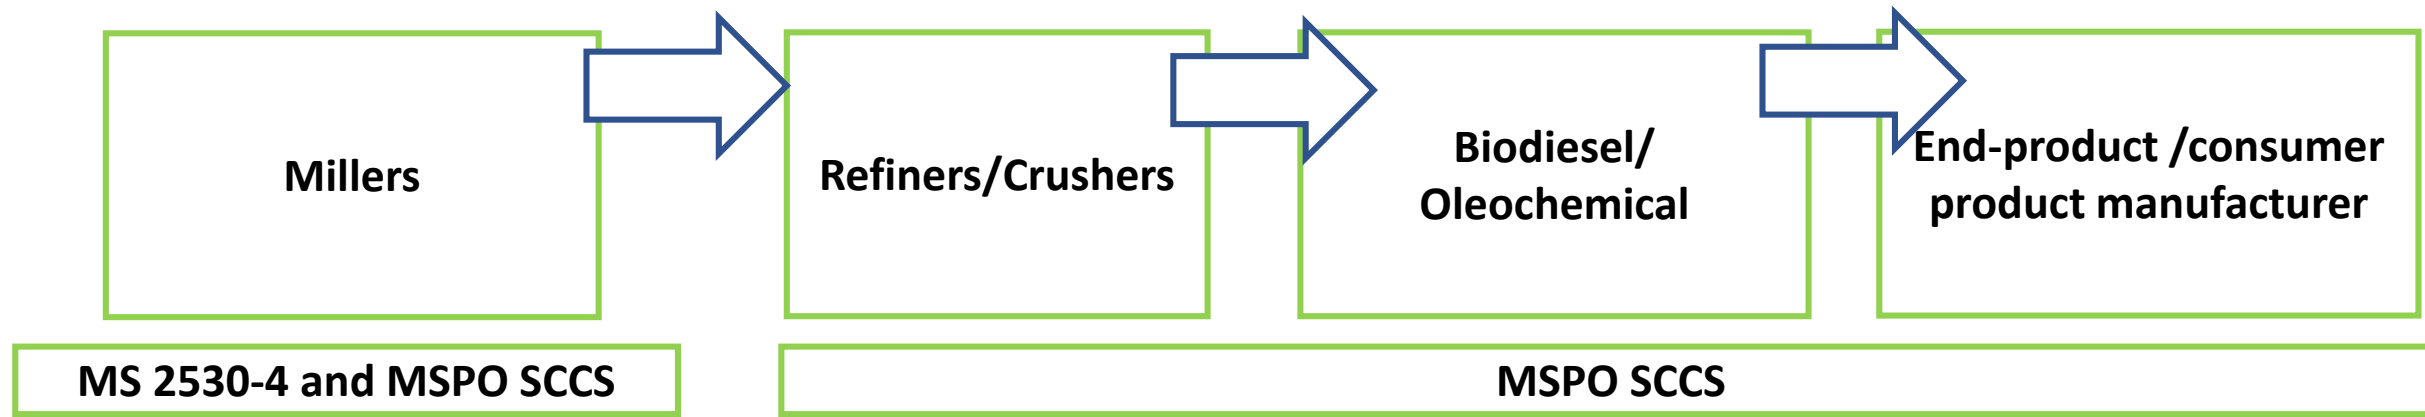 Millers
Refiners/Crushers
Biodiesel/
Oleochemical
End-product /consumer
product manufacturer
MS 2530-4 and MSPO SCCS
MSPO SCCS